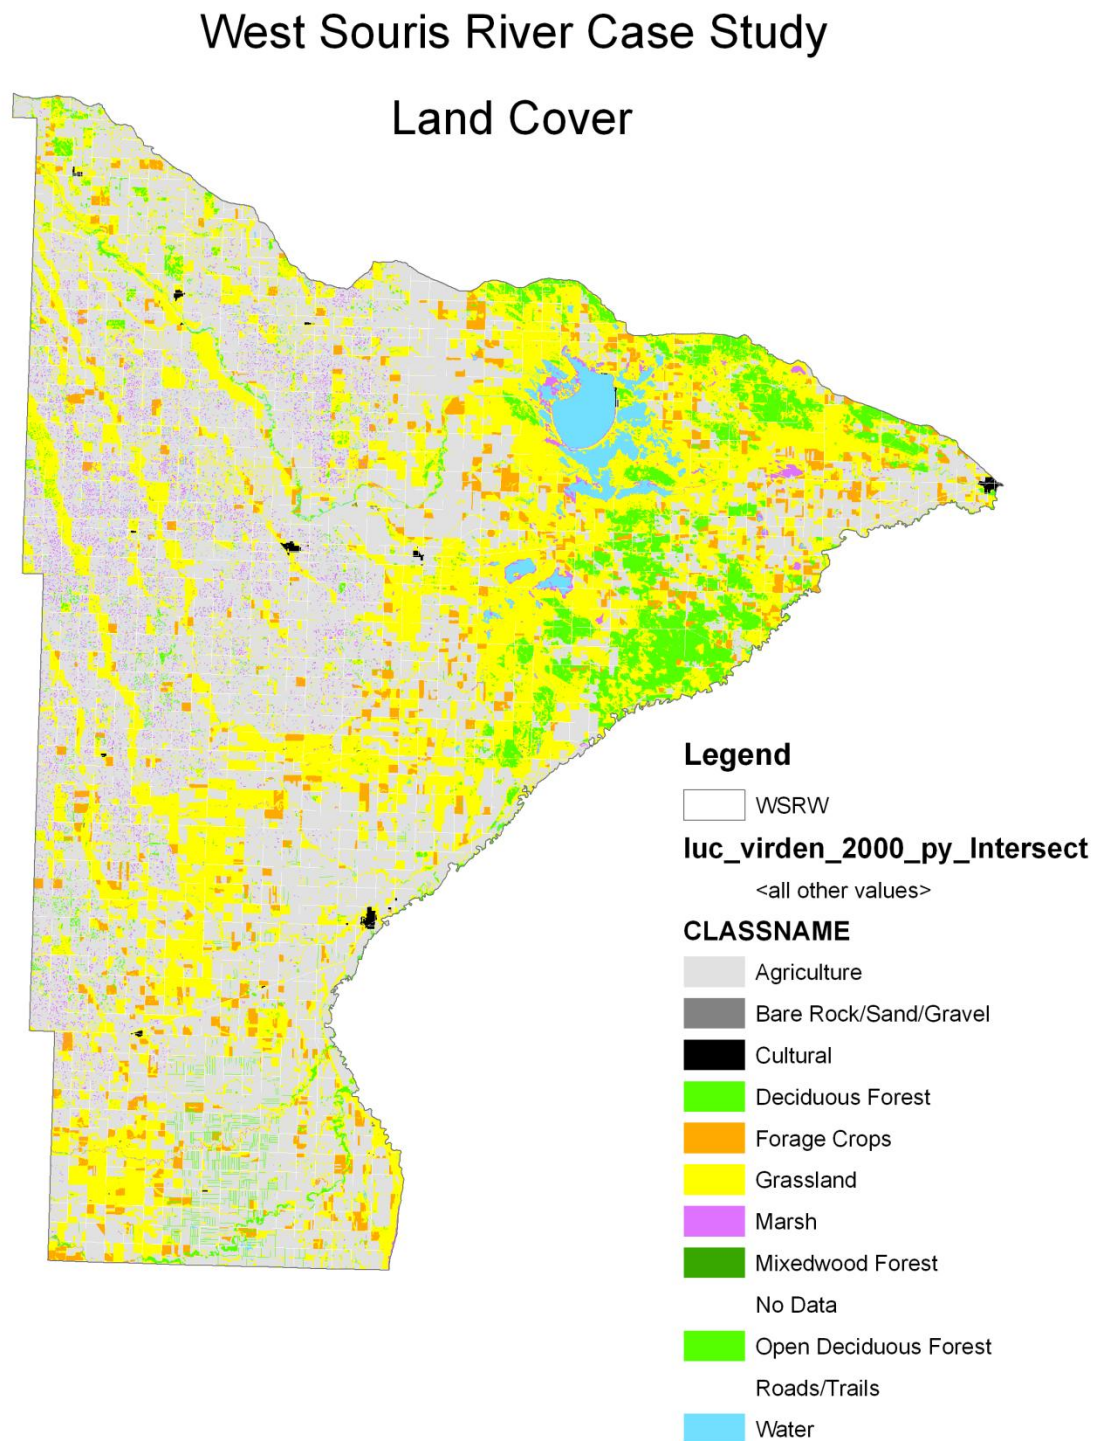 West Souris River Case Study
Land Cover
Legend
WSRW
luc_virden_2000_py_Intersect
<all other values>
CLASSNAME
Agriculture
Bare Rock/Sand/Gravel
Cultural
Deciduous Forest
Forage Crops
Grassland
Marsh
Mixedwood Forest
No Data
Open Deciduous Forest
Roads/Trails
Water